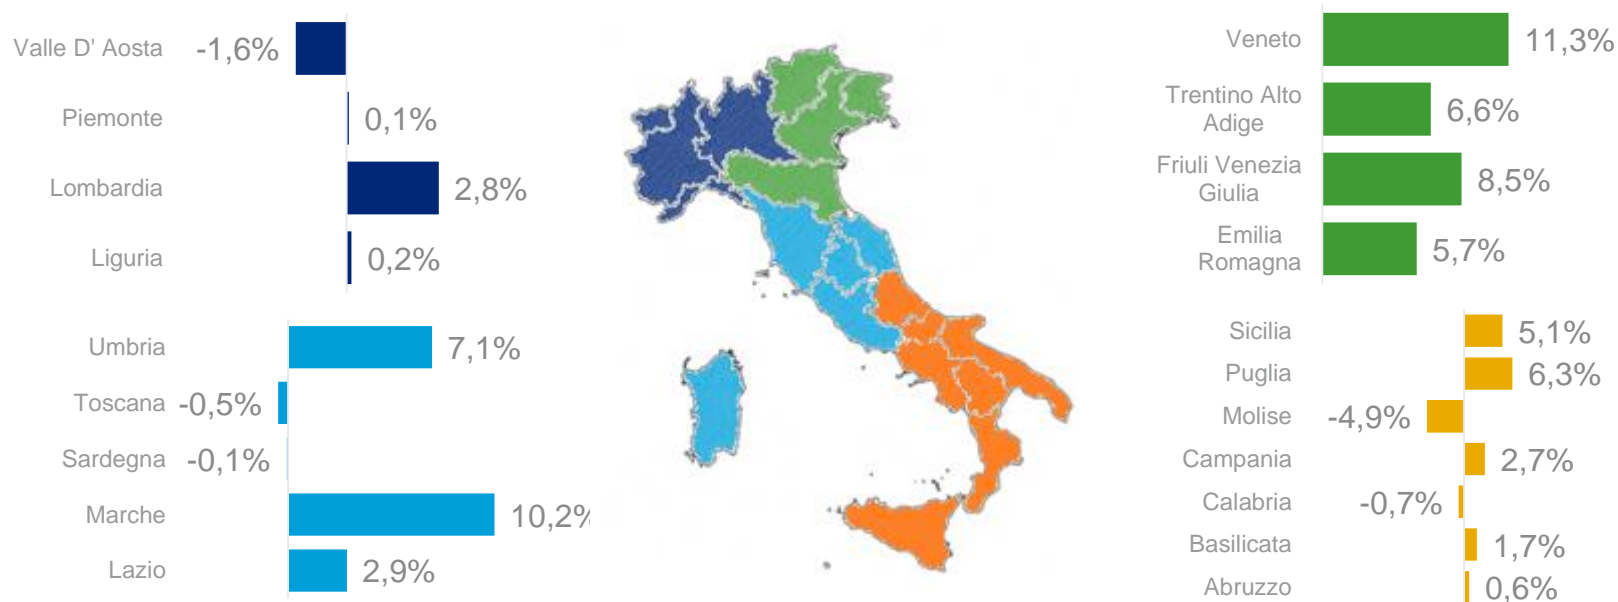 Valle D' Aosta -1,6%
Piemonte 0,1%
Lombardia 2,8%
Liguria 0,2%
Umbria 7,1%
Toscana -0,5%
Sardegna -0,1%
Marche 10,2%
Lazio 2,9%
Veneto 11,3%
Trentino Alto
Adige 6,6%
Friuli Venezia
Giulia 8,5%
Emilia
Romagna 5,7%
Sicilia 5,1%
Puglia 6,3%
Molise -4,9%
Campania 2,7%
Calabria -0,7%
Basilicata 1,7%
Abruzzo 0,6%